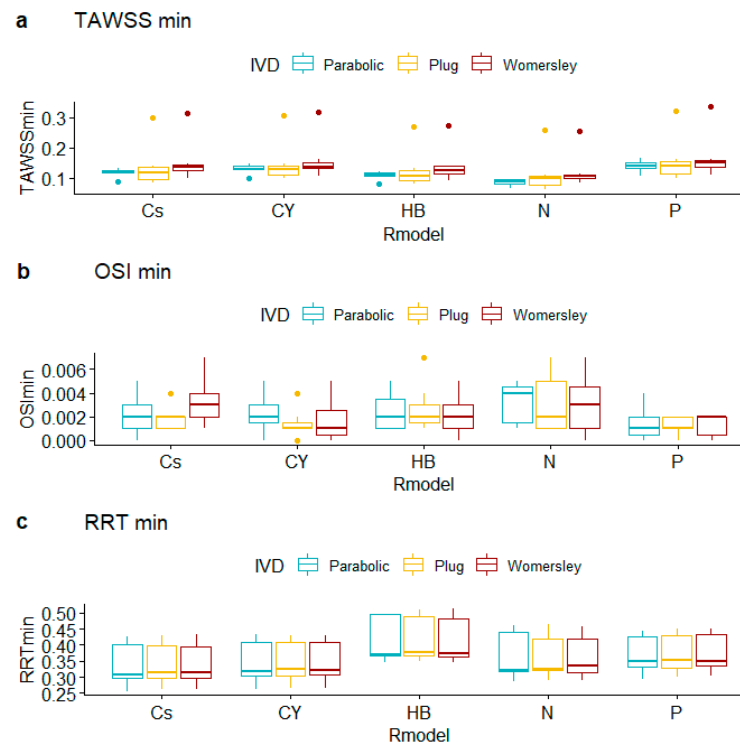 a TAWSS min
IVD Parabolic Plug Womersley
TAWSSmin
0.3
0.2
0.1
Cs CY HB N P
Rmodel
b OSI min
IVD Parabolic Plug Womersley
OSImin
0.006
0.004
0.002
0.000
Cs CY HB N P
Rmodel
c RRT min
IVD Parabolic Plug Womersley
RRTmin
0.50
0.45
0.40
0.35
0.30
0.25
Cs CY HB N P
Rmodel